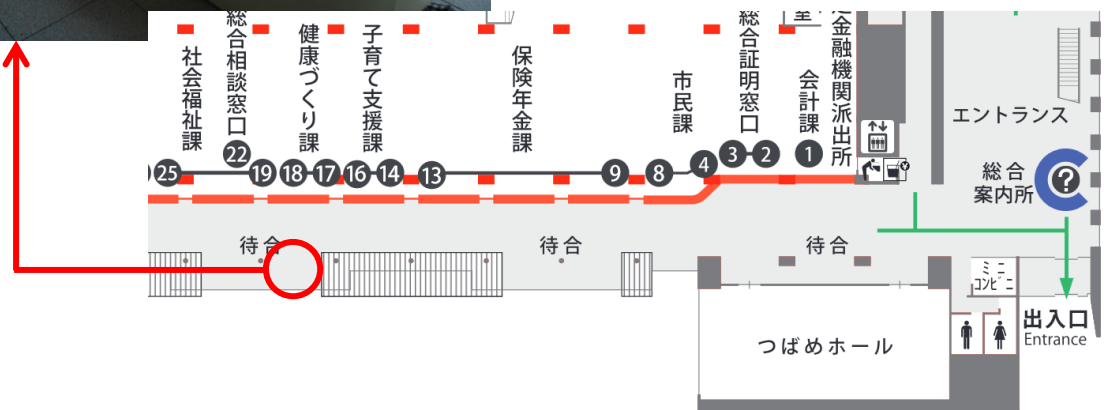 社会福祉課
総合相談窓口
健康づくり課
子育て支援課
保険年金課
市民課
総合証明窓口
会計課
金融機関派出所
室
エントランス
総合
案内所
?
25
22
19
18
17
16
14
13
9
8
4
3
2
1
待合
待合
待合
ミニ
コンビニ
つばめホール
出入口
Entrance